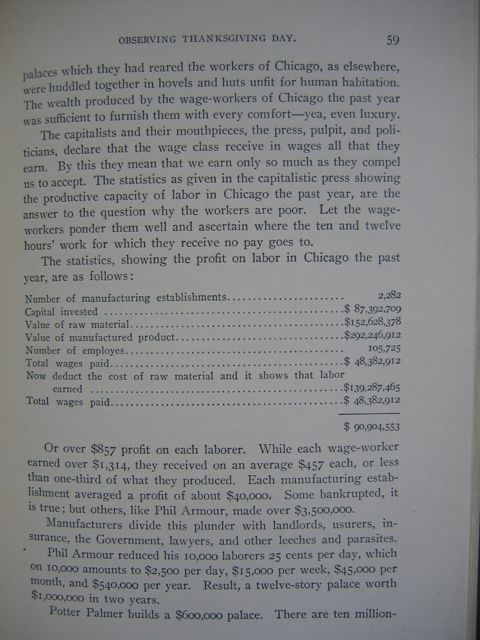 OBSERVING THANKSGIVING DAY. 59
palaces which they had reared the workers of Chicago, as elsewhere,
were huddled together in hovels and huts unfit for human habitation.
The wealth produced by the wage-workers of Chicago the past year
was sufficient to furnish them with every comfort—yea, even luxury.
The capitalists and their mouthpieces, the press, pulpit, and poli-
ticians, declare that the wage class receive in wages all that they
earn. By this they mean that we earn only so much as they compel
us to accept. The statistics as given in the capitalistic press showing
the productive capacity of labor in Chicago the past year, are the
answer to the question why the workers are poor. Let the wage-
workers ponder them well and ascertain where the ten and twelve
hours' work for which they receive no pay goes to.
The statistics, showing the profit on labor in Chicago the past
year, are as follows:
Number of manufacturing establishments........................ 2,282
Capital invested ................................................$ 87,392,709
Value of raw material...........................................$152,628,378
Value of manufactured product...................................$292,246,912
Number of employes.............................................. 105,725
Total wages paid................................................$ 48,382,912
Now deduct the cost of raw material and it shows that labor
earned .....................................................$139,287,465
Total wages paid................................................$ 48,382,912
$ 90,904,553
Or over $857 profit on each laborer. While each wage-worker
earned over $1,314, they received on an average $457 each, or less
than one-third of what they produced. Each manufacturing estab-
lishment averaged a profit of about $40,000. Some bankrupted, it
is true; but others, like Phil Armour, made over $3,500,000.
Manufacturers divide this plunder with landlords, usurers, in-
surance, the Government, lawyers, and other leeches and parasites.
Phil Armour reduced his 10,000 laborers 25 cents per day, which
on 10,000 amounts to $2,500 per day, $15,000 per week, $45,000 per
month, and $540,000 per year. Result, a twelve-story palace worth
$1,000,000 in two years.
Potter Palmer builds a $600,000 palace. There are ten million-